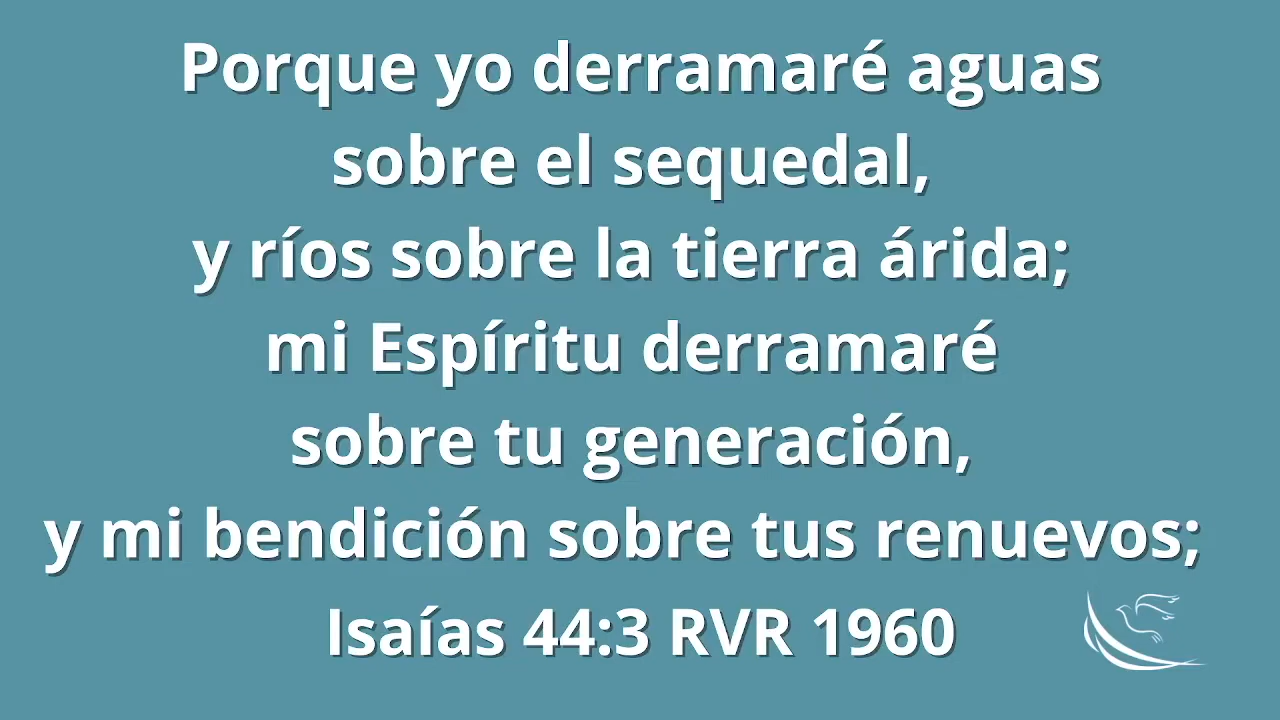 Porque yo derramaré aguas
sobre el sequedal,
y ríos sobre la tierra árida;
mi Espíritu derramaré
sobre tu generación,
y mi bendición sobre tus renuevos;
Isaías 44:3 RVR 1960